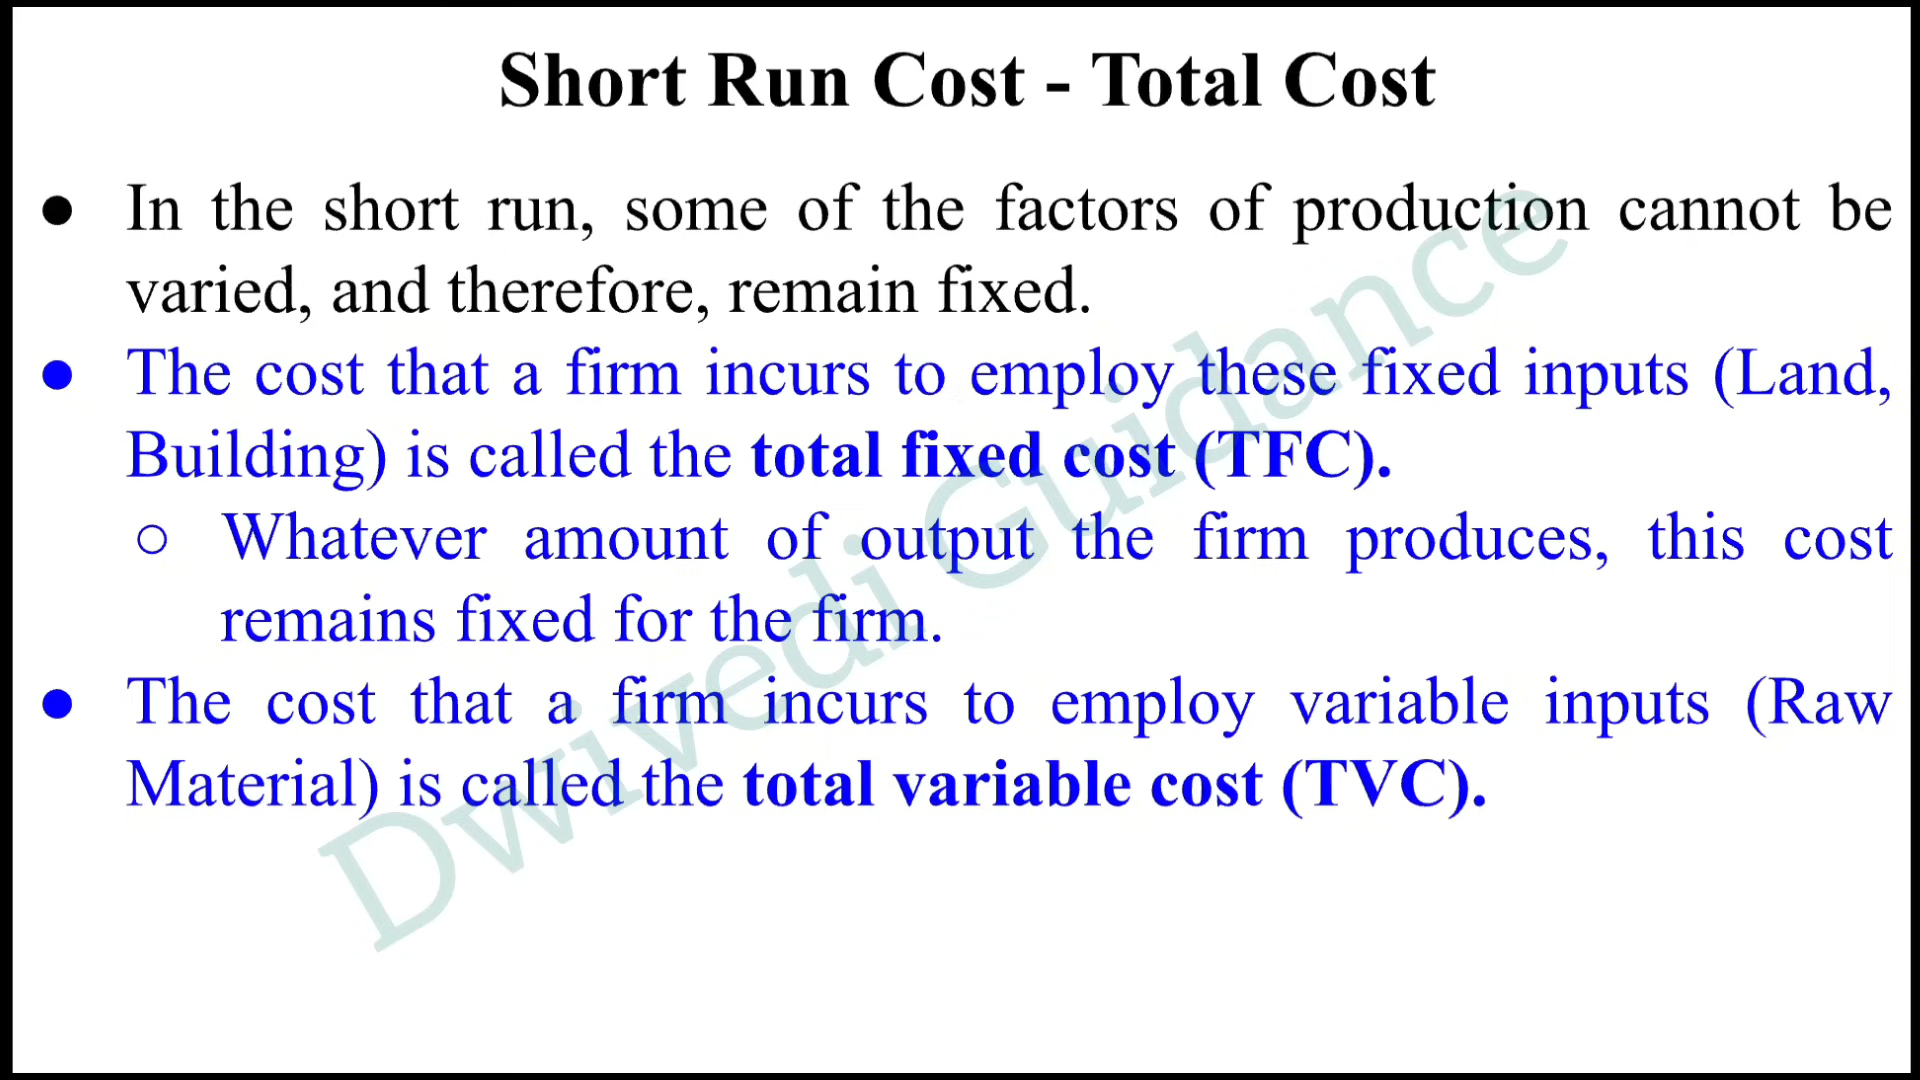 Short Run Cost - Total Cost
● In the short run, some of the factors of production cannot be
varied, and therefore, remain fixed.
● The cost that a firm incurs to employ these fixed inputs (Land,
Building) is called the total fixed cost (TFC).
○ Whatever amount of output the firm produces, this cost
remains fixed for the firm.
● The cost that a firm incurs to employ variable inputs (Raw
Material) is called the total variable cost (TVC).
Dwivedi Guidance